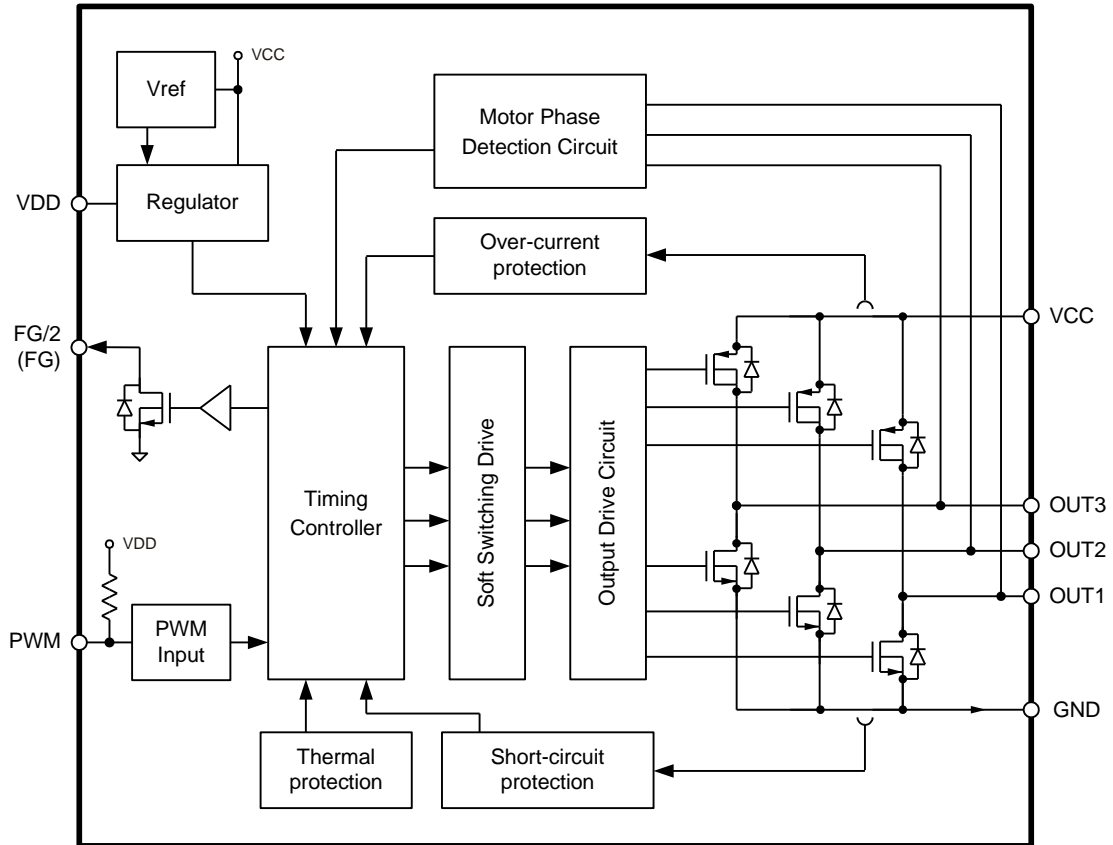 VCC
Vref
Motor Phase
Detection Circuit
VDD
Regulator
Over-current
protection
VCC
FG/2
(FG)
Timing
Controller
Soft Switching Drive
Output Drive Circuit
OUT3
VDD
OUT2
OUT1
PWM
PWM
Input
GND
Thermal
protection
Short-circuit
protection